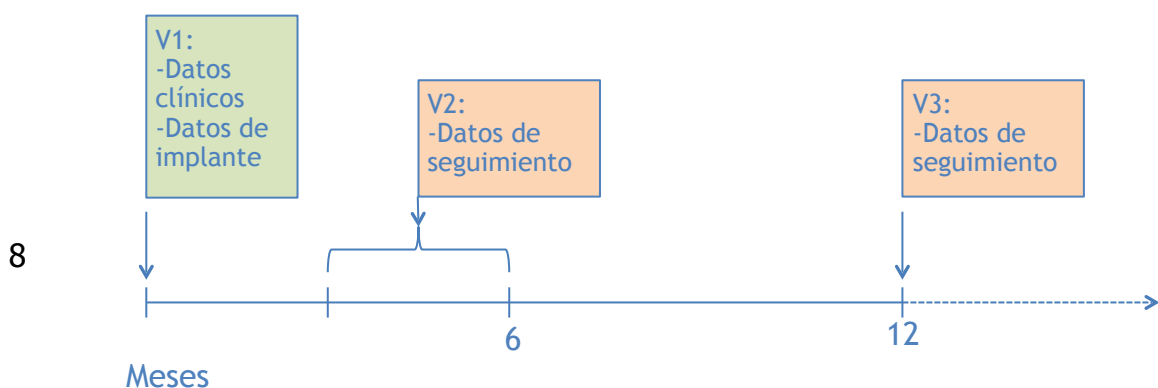 V1:
-Datos
clínicos
-Datos de
implante
V2:
-Datos de
seguimiento
V3:
-Datos de
seguimiento
8
6
12
Meses